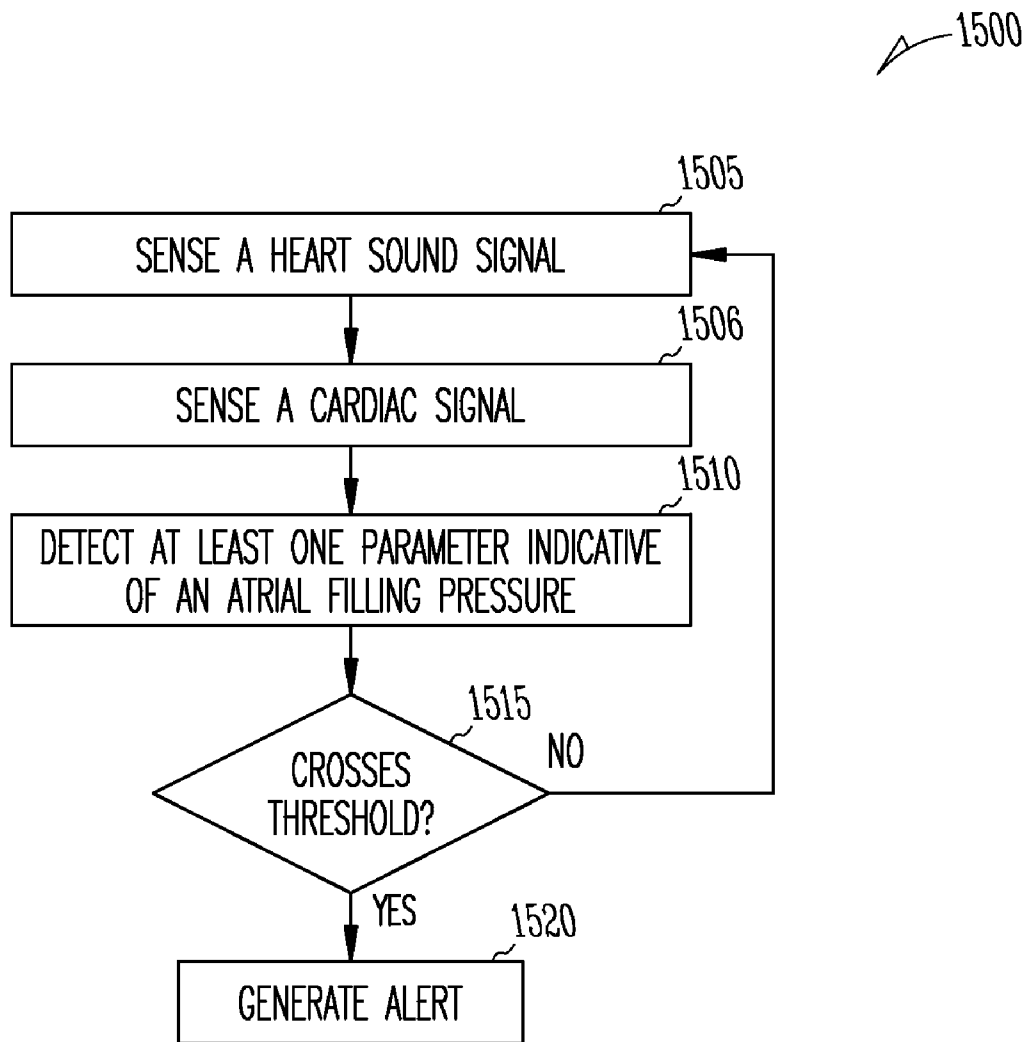 1500
1505
SENSE A HEART SOUND SIGNAL
1506
SENSE A CARDIAC SIGNAL
1510
DETECT AT LEAST ONE PARAMETER INDICATIVE
OF AN ATRIAL FILLING PRESSURE
1515
CROSSES
THRESHOLD?
NO
YES
1520
GENERATE ALERT